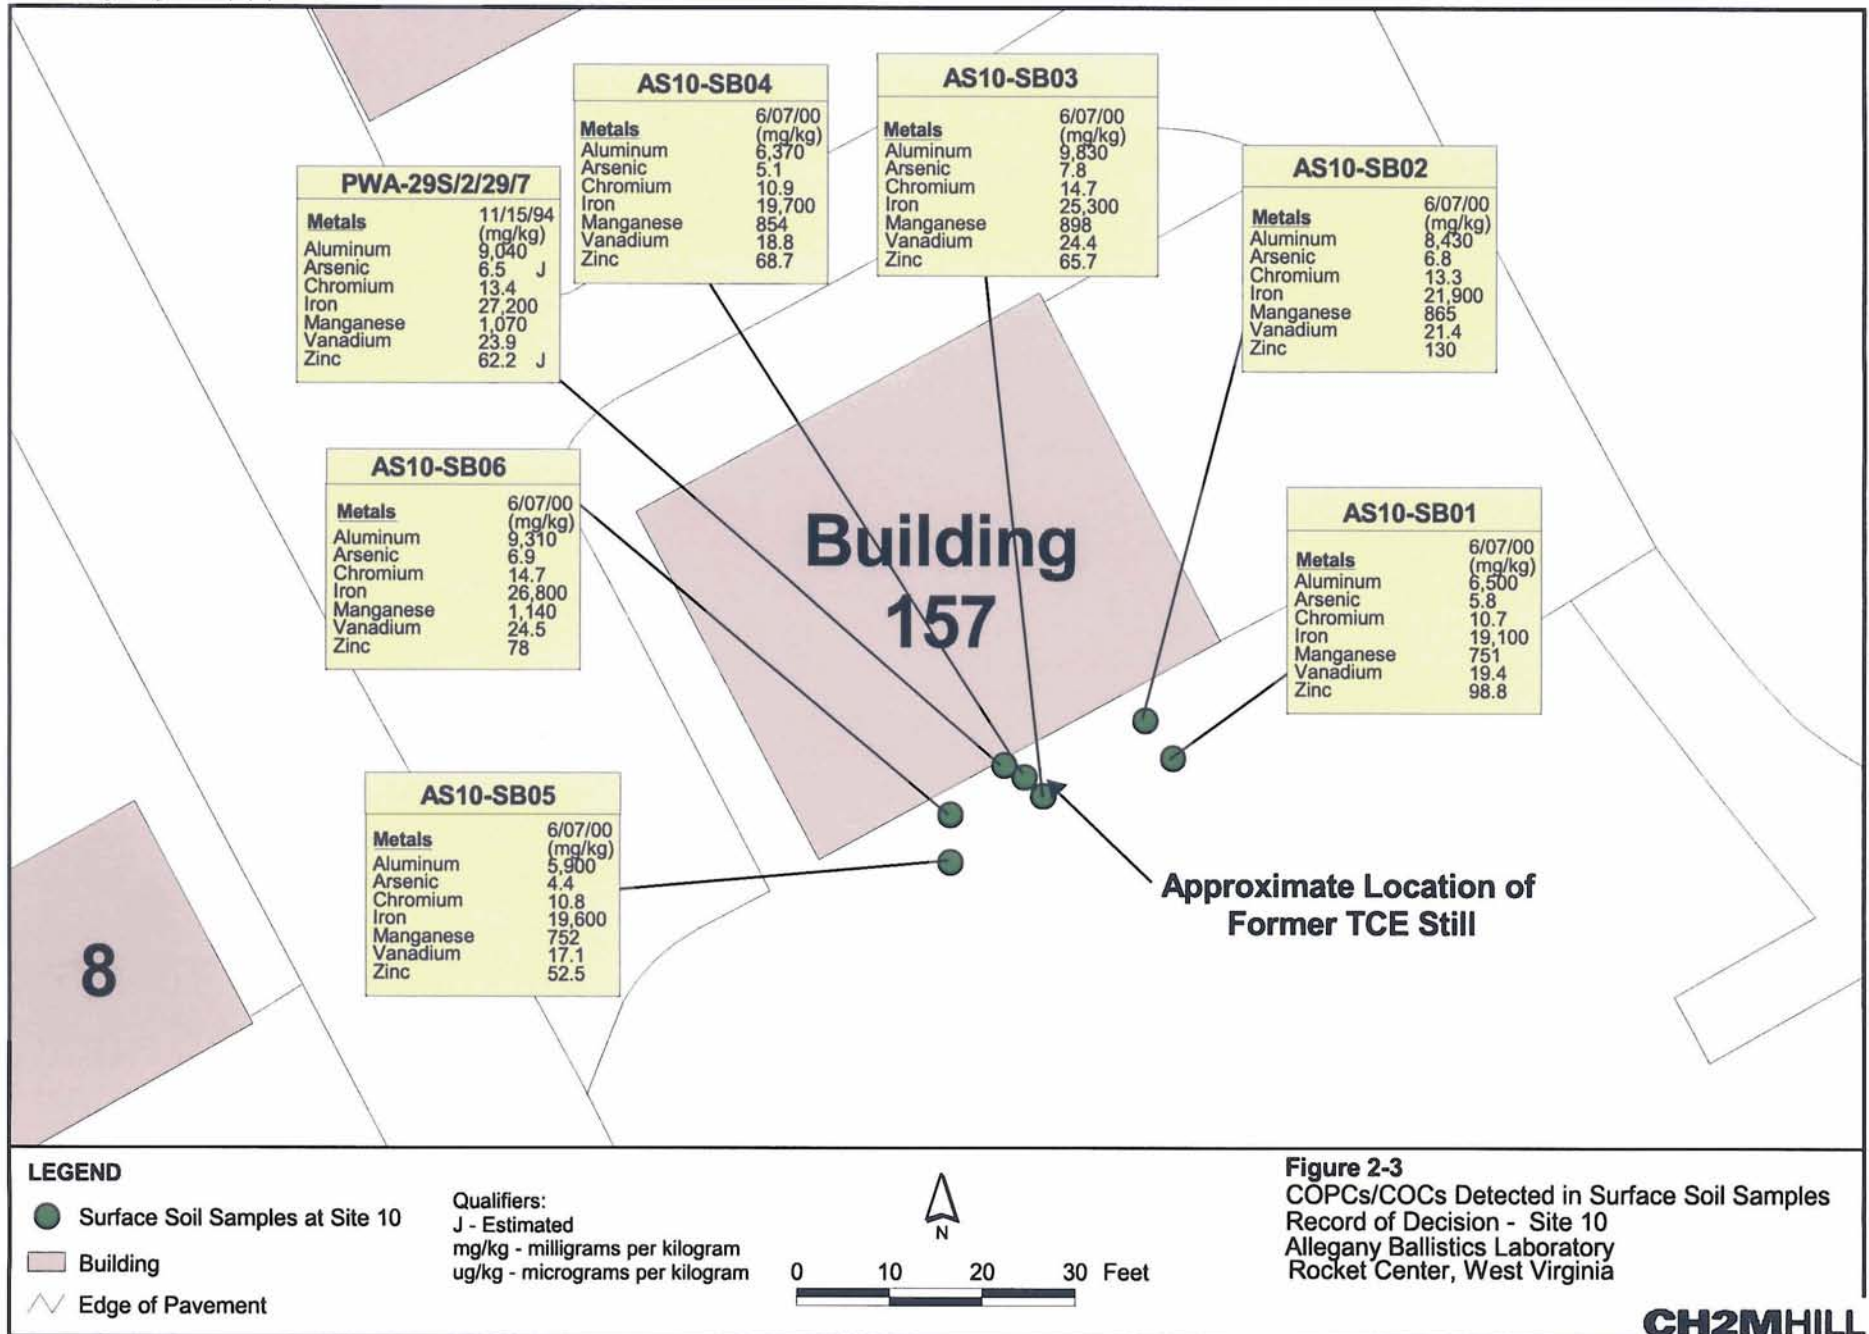 AS10-SB04
6/07/00
Metals (mg/kg)
Aluminum 6,370
Arsenic 5.1
Chromium 10.9
Iron 19,700
Manganese 854
Vanadium 18.8
Zinc 68.7
AS10-SB03
6/07/00
Metals (mg/kg)
Aluminum 9,830
Arsenic 7.8
Chromium 14.7
Iron 25,300
Manganese 898
Vanadium 24.4
Zinc 65.7
AS10-SB02
6/07/00
Metals (mg/kg)
Aluminum 8,430
Arsenic 6.8
Chromium 13.3
Iron 21,900
Manganese 865
Vanadium 21.4
Zinc 130
PWA-29S/2/29/7
11/15/94
Metals (mg/kg)
Aluminum 9,040
Arsenic 6.5 J
Chromium 13.4
Iron 27,200
Manganese 1,070
Vanadium 23.9
Zinc 62.2 J
AS10-SB06
6/07/00
Metals (mg/kg)
Aluminum 9,310
Arsenic 6.9
Chromium 14.7
Iron 26,800
Manganese 1,140
Vanadium 24.5
Zinc 78
Building
157
AS10-SB01
6/07/00
Metals (mg/kg)
Aluminum 6,500
Arsenic 5.8
Chromium 10.7
Iron 19,100
Manganese 751
Vanadium 19.4
Zinc 98.8
AS10-SB05
6/07/00
Metals (mg/kg)
Aluminum 5,900
Arsenic 4.4
Chromium 10.8
Iron 19,600
Manganese 752
Vanadium 17.1
Zinc 52.5
Approximate Location of
Former TCE Still
8
LEGEND
Surface Soil Samples at Site 10
Building
Edge of Pavement
Qualifiers:
J - Estimated
mg/kg - milligrams per kilogram
ug/kg - micrograms per kilogram
N
0 10 20 30 Feet
Figure 2-3
COPCs/COCs Detected in Surface Soil Samples
Record of Decision - Site 10
Allegany Ballistics Laboratory
Rocket Center, West Virginia
CH2MHILL